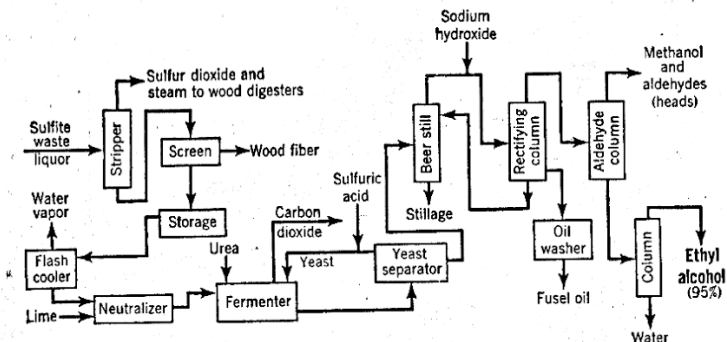 Sodium
hydroxide
Methanol
and
aldehydes
(heads)
Sulfur dioxide and
steam to wood digesters
Sulfite
waste
liquor
Stripper
Screen
Wood fiber
Beer still
Rectifying
column
Aldehyde
column
Water
vapor
Storage
Sulfuric
acid
Carbon
dioxide
Stillage
Flash
cooler
Urea
Yeast
Yeast
separator
Oil
washer
Column
Ethyl
alcohol
(95%)
Lime
Neutralizer
Fermenter
Fusel oil
Water